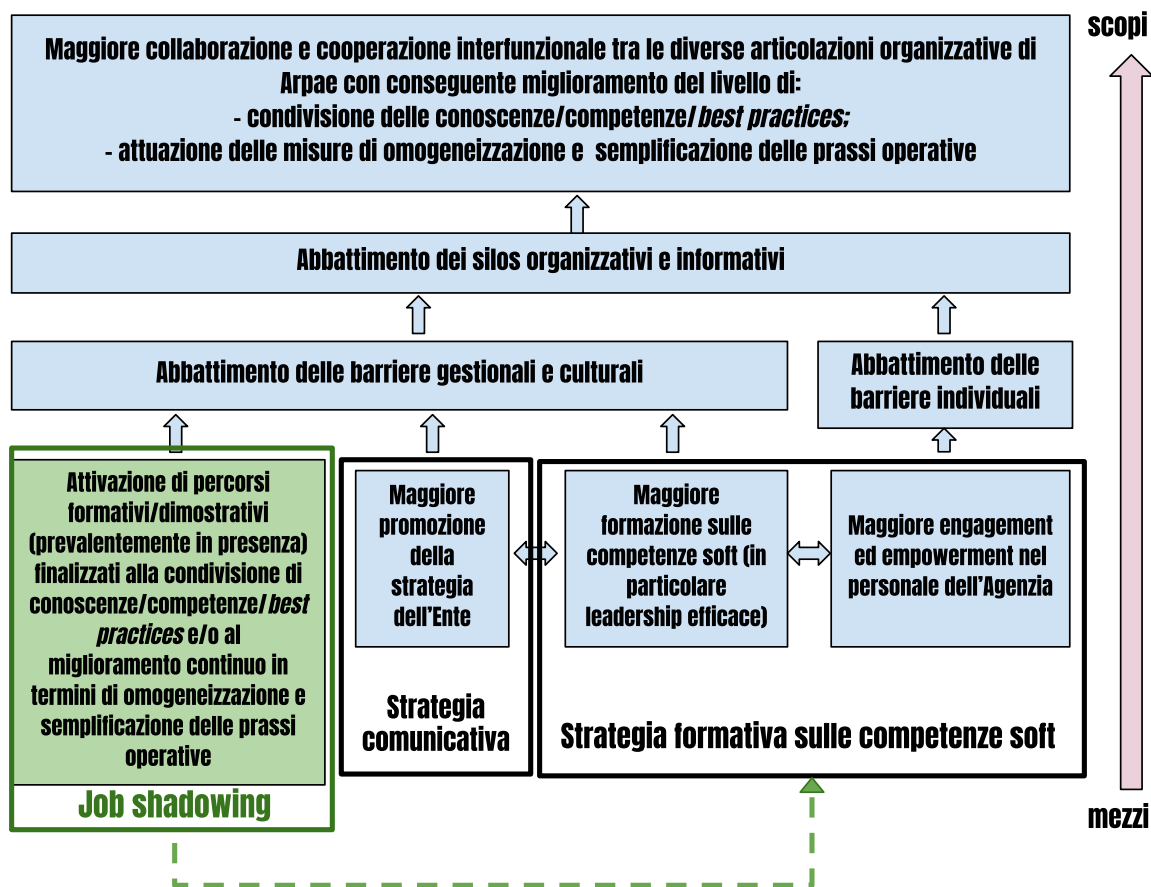 scopi
Maggiore collaborazione e cooperazione interfunzionale tra le diverse articolazioni organizzative di
Arpae con conseguente miglioramento del livello di:
- condivisione delle conoscenze/competenze/best practices;
- attuazione delle misure di omogeneizzazione e semplificazione delle prassi operative
Abbattimento dei silos organizzativi e informativi
Abbattimento delle barriere gestionali e culturali
Abbattimento delle
barriere individuali
Attivazione di percorsi
formativi/dimostrativi
(prevalentemente in presenza)
finalizzati alla condivisione di
conoscenze/competenze/best
practices e/o al
miglioramento continuo in
termini di omogeneizzazione e
semplificazione delle prassi
operative
Job shadowing
Maggiore
promozione
della
strategia
dell'Ente
Strategia
comunicativa
Maggiore
formazione sulle
competenze soft (in
particolare
leadership efficace)
Maggiore engagement
ed empowerment nel
personale dell'Agenzia
Strategia formativa sulle competenze soft
mezzi